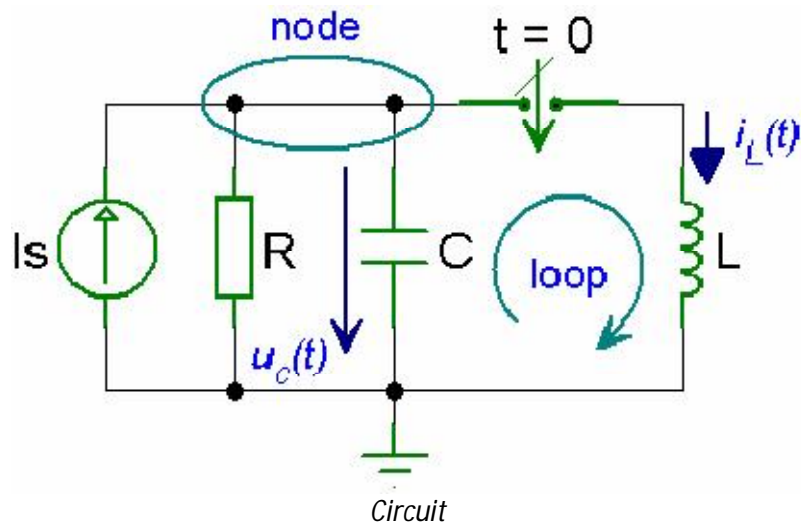 node
t = 0
i_L(t)
Is
R
C
loop
L
u_c(t)
Circuit